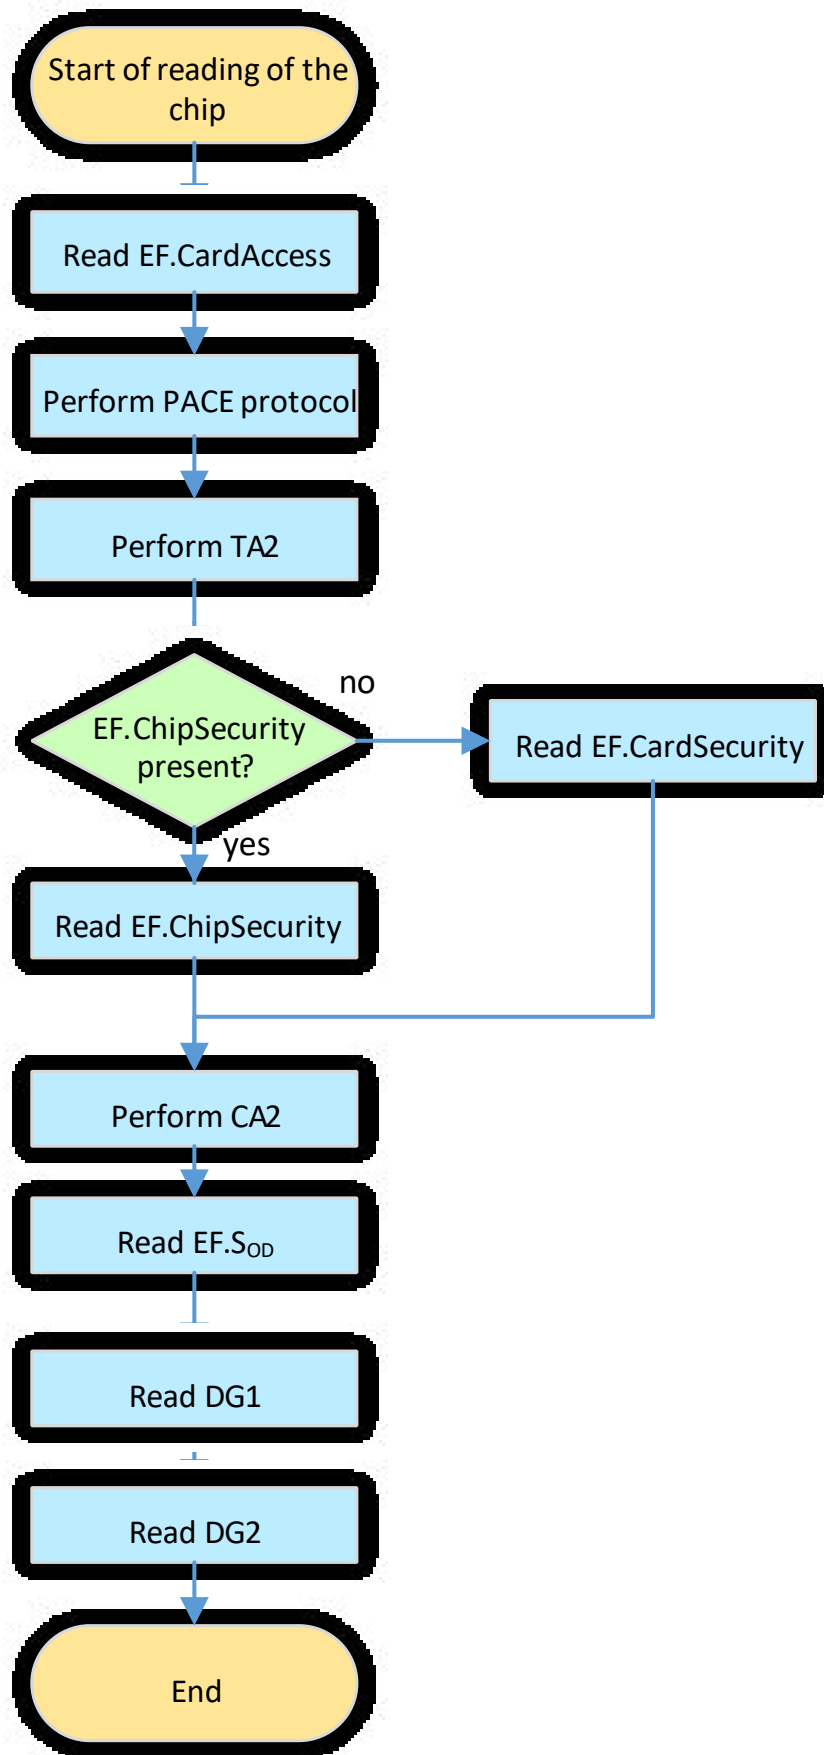 Start of reading of the
chip
Read EF.CardAccess
Perform PACE protocol
Perform TA2
no
EF.ChipSecurity
present?
Read EF.CardSecurity
yes
Read EF.ChipSecurity
Perform CA2
Read EF.SOD
Read DG1
Read DG2
End